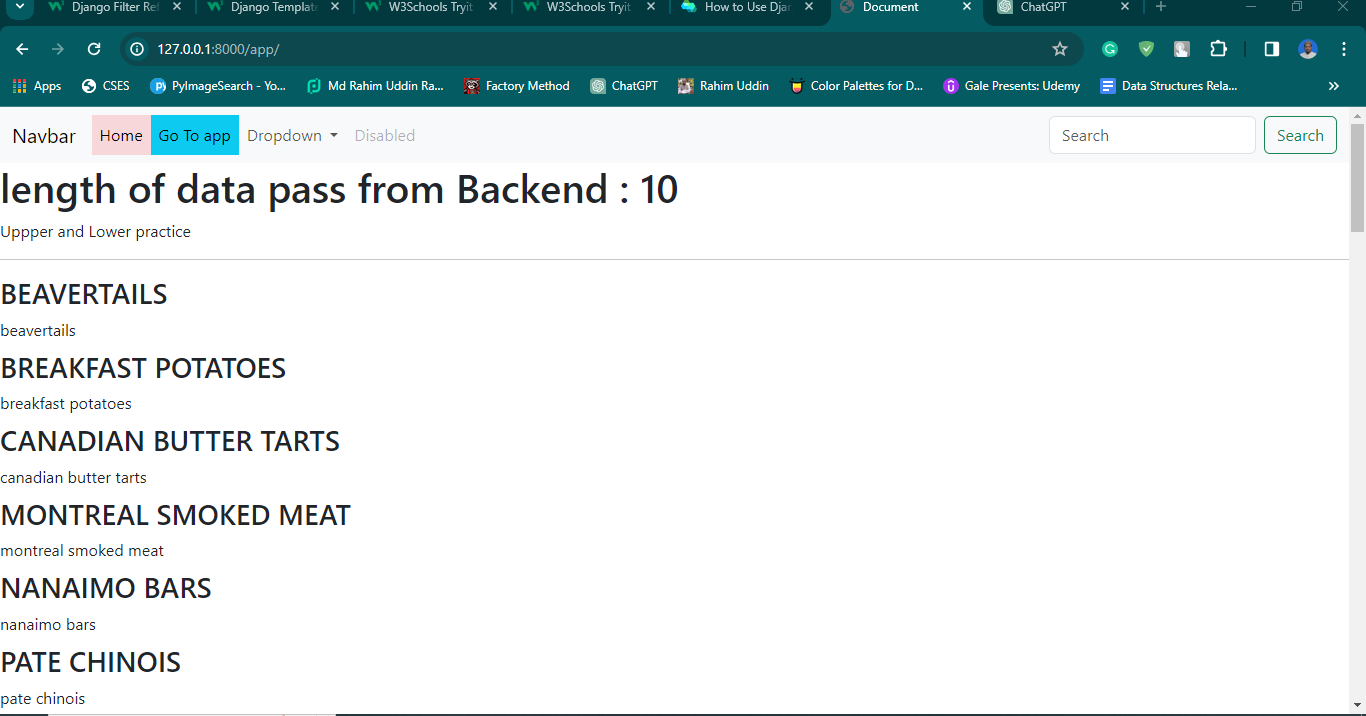 Django Filter Ref
Django Template
W3Schools Tryit
W3Schools Tryit
How to Use Djan
Document
ChatGPT
127.0.0.1:8000/app/
Apps
CSES
PyImageSearch - Yo...
Md Rahim Uddin Ra...
Factory Method
ChatGPT
Rahim Uddin
Color Palettes for D...
Gale Presents: Udemy
Data Structures Rela...
Navbar
Home
Go To app
Dropdown
Disabled
Search
Search
length of data pass from Backend : 10
Uppper and Lower practice
BEAVERTAILS
beavertails
BREAKFAST POTATOES
breakfast potatoes
CANADIAN BUTTER TARTS
canadian butter tarts
MONTREAL SMOKED MEAT
montreal smoked meat
NANAIMO BARS
nanaimo bars
PATE CHINOIS
pate chinois